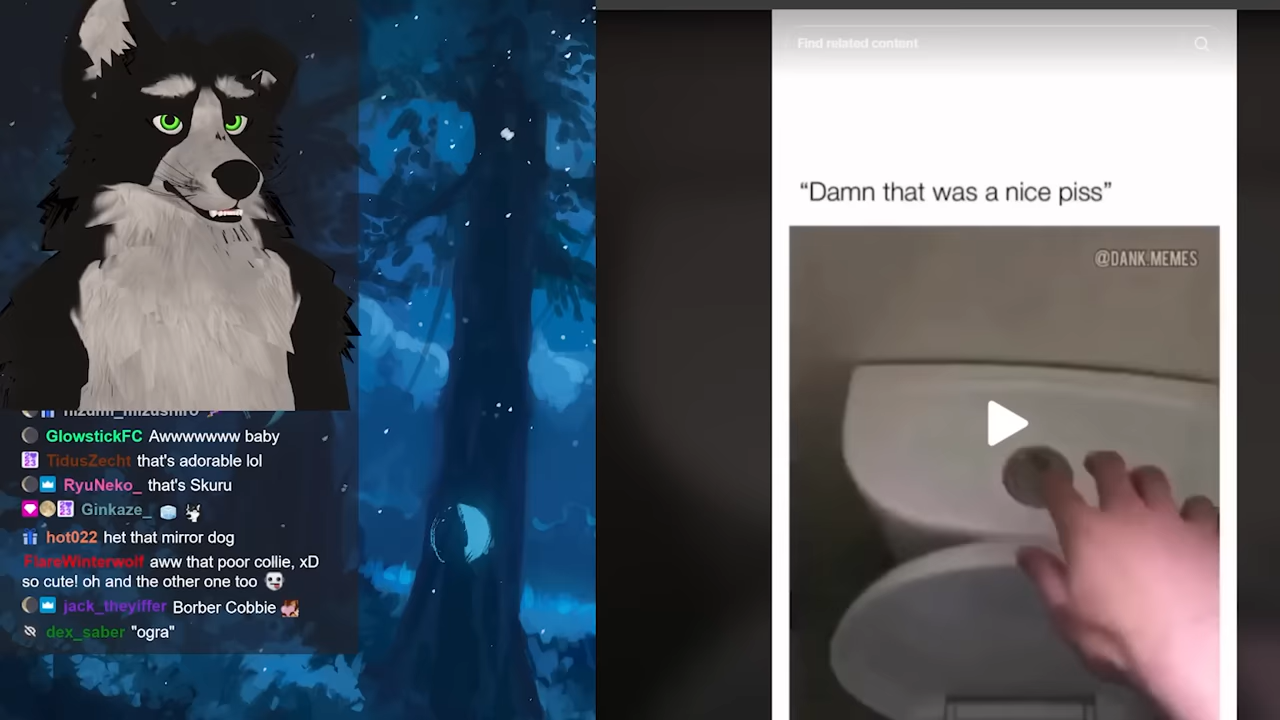 Find related content
“Damn that was a nice piss”
@DANK.MEMES
GlowstickFC Awwwwwww baby
TidusZecht that's adorable lol
RyuNeko_ that's Skuru
Ginkaze_
hot022 het that mirror dog
FlareWinterwolf aww that poor collie, xD
so cute! oh and the other one too
jack_theyiffer Borber Cobbie
dex_saber "ogra"